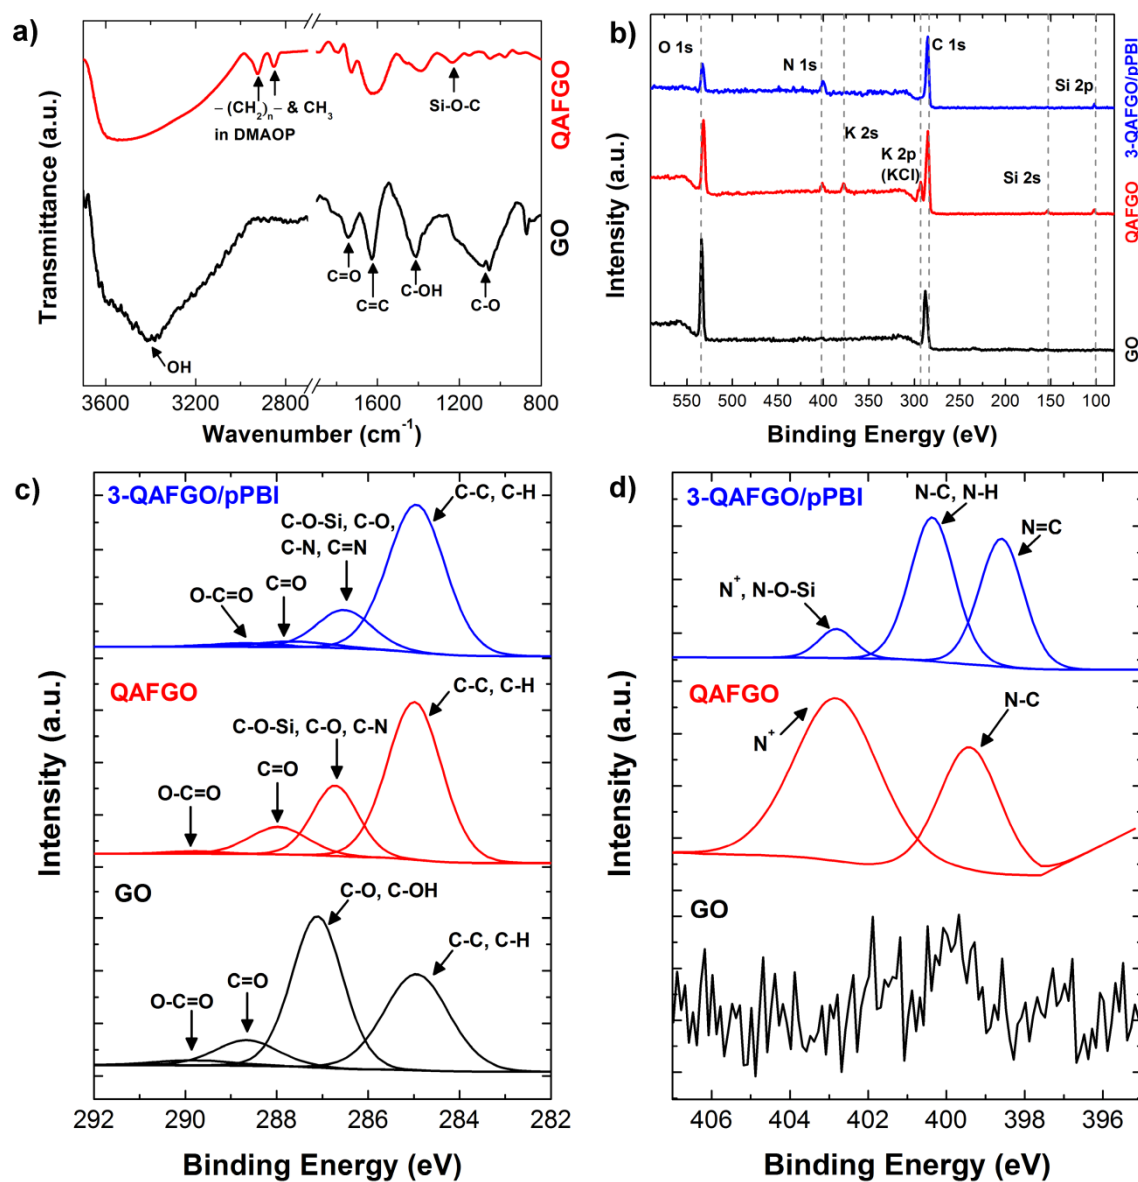 a)
QAFGO
GO
Transmittance (a.u.)
– (CH2)n– & CH3
in DMAOP
Si-O-C
C=O
C=C
C-OH
C-O
OH
3600 3200 2800 1600 1200 800
Wavenumber (cm-1)
b)
O 1s
N 1s
C 1s
Si 2p
K 2s
K 2p
(KCl)
Si 2s
3-QAFGO/pPBI
QAFGO
GO
Intensity (a.u.)
550 500 450 400 350 300 250 200 150 100
Binding Energy (eV)
c)
3-QAFGO/pPBI
C-C, C-H
C-O-Si, C-O,
C-N, C=N
C=O
O-C=O
QAFGO
C-C, C-H
C-O-Si, C-O, C-N
C=O
O-C=O
GO
C-O, C-OH
C-C, C-H
C=O
O-C=O
Intensity (a.u.)
292 290 288 286 284 282
Binding Energy (eV)
d)
3-QAFGO/pPBI
N-C, N-H
N=C
N+, N-O-Si
QAFGO
N-C
N+
GO
Intensity (a.u.)
406 404 402 400 398 396
Binding Energy (eV)